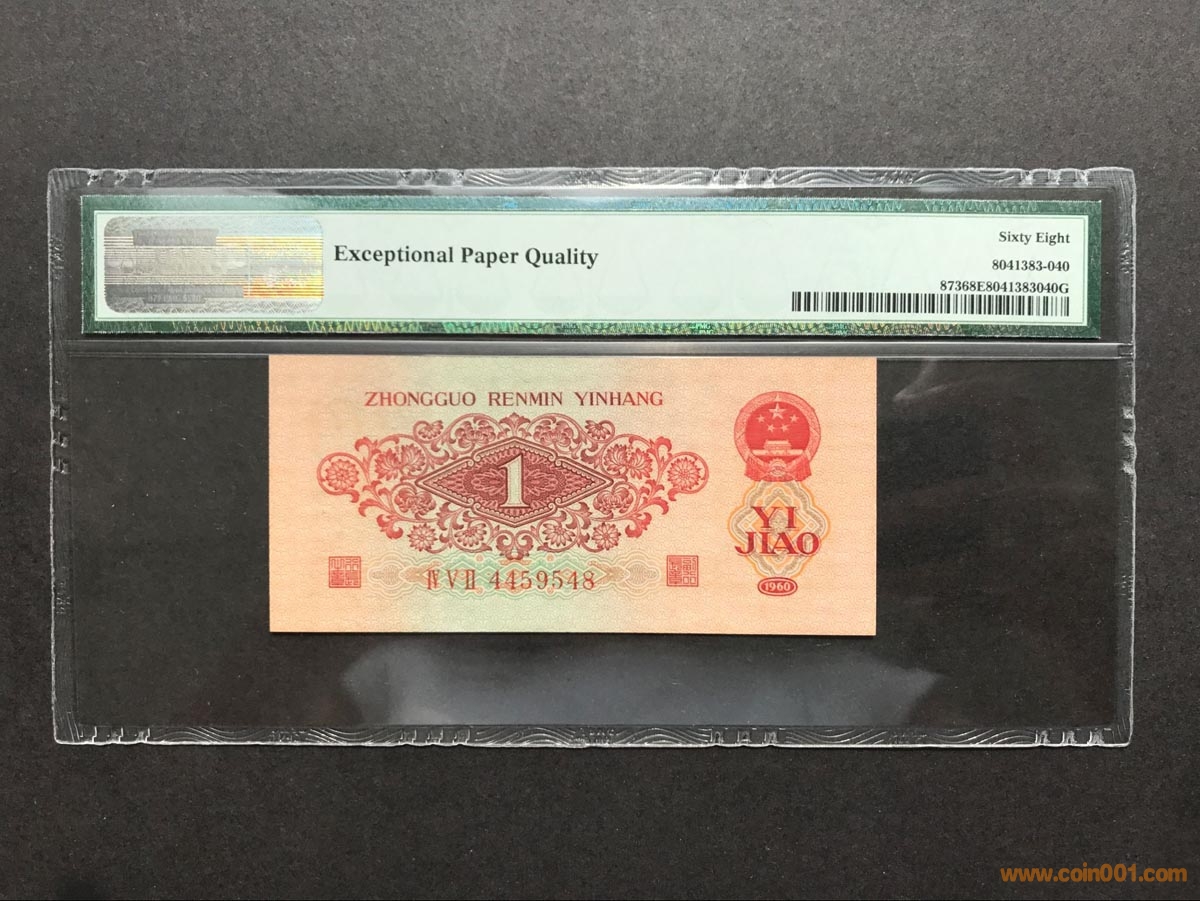 Exceptional Paper Quality
Sixty Eight
8041383-040
87368E8041383040G
ZHONGGUO RENMIN YINHANG
1
YI
JIAO
ⅣⅤⅡ 4459548
1960
www.coin001.com